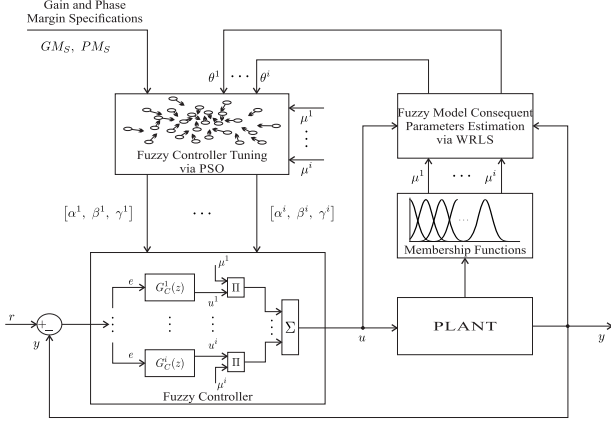 Gain and Phase
Margin Specifications
GM_S, PM_S
θ^1 ··· θ^i
μ^1
⋮
μ^i
Fuzzy Controller Tuning
via PSO
Fuzzy Model Consequent
Parameters Estimation
via WRLS
μ^1 ··· μ^i
...
Membership Functions
[α^1, β^1, γ^1] ··· [α^i, β^i, γ^i]
μ^1
e G_C^1(z) u^1 Π
r + − y
⋮ ⋮ ⋮ ⋮
Σ
u PLANT y
e G_C^i(z) u^i Π
μ^i
Fuzzy Controller